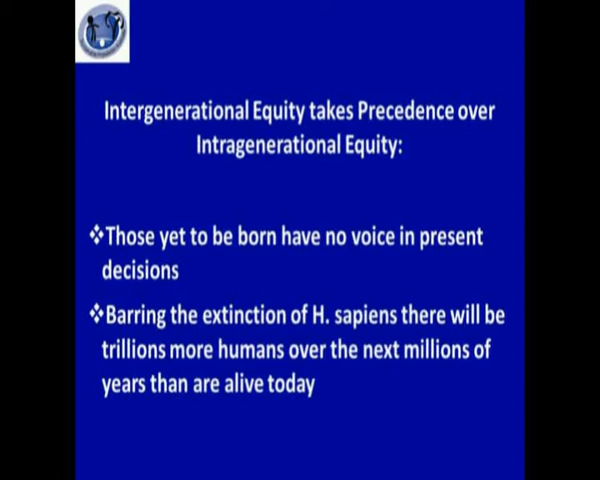 Intergenerational Equity takes Precedence over
Intragenerational Equity:
❖Those yet to be born have no voice in present
decisions
❖Barring the extinction of H. sapiens there will be
trillions more humans over the next millions of
years than are alive today